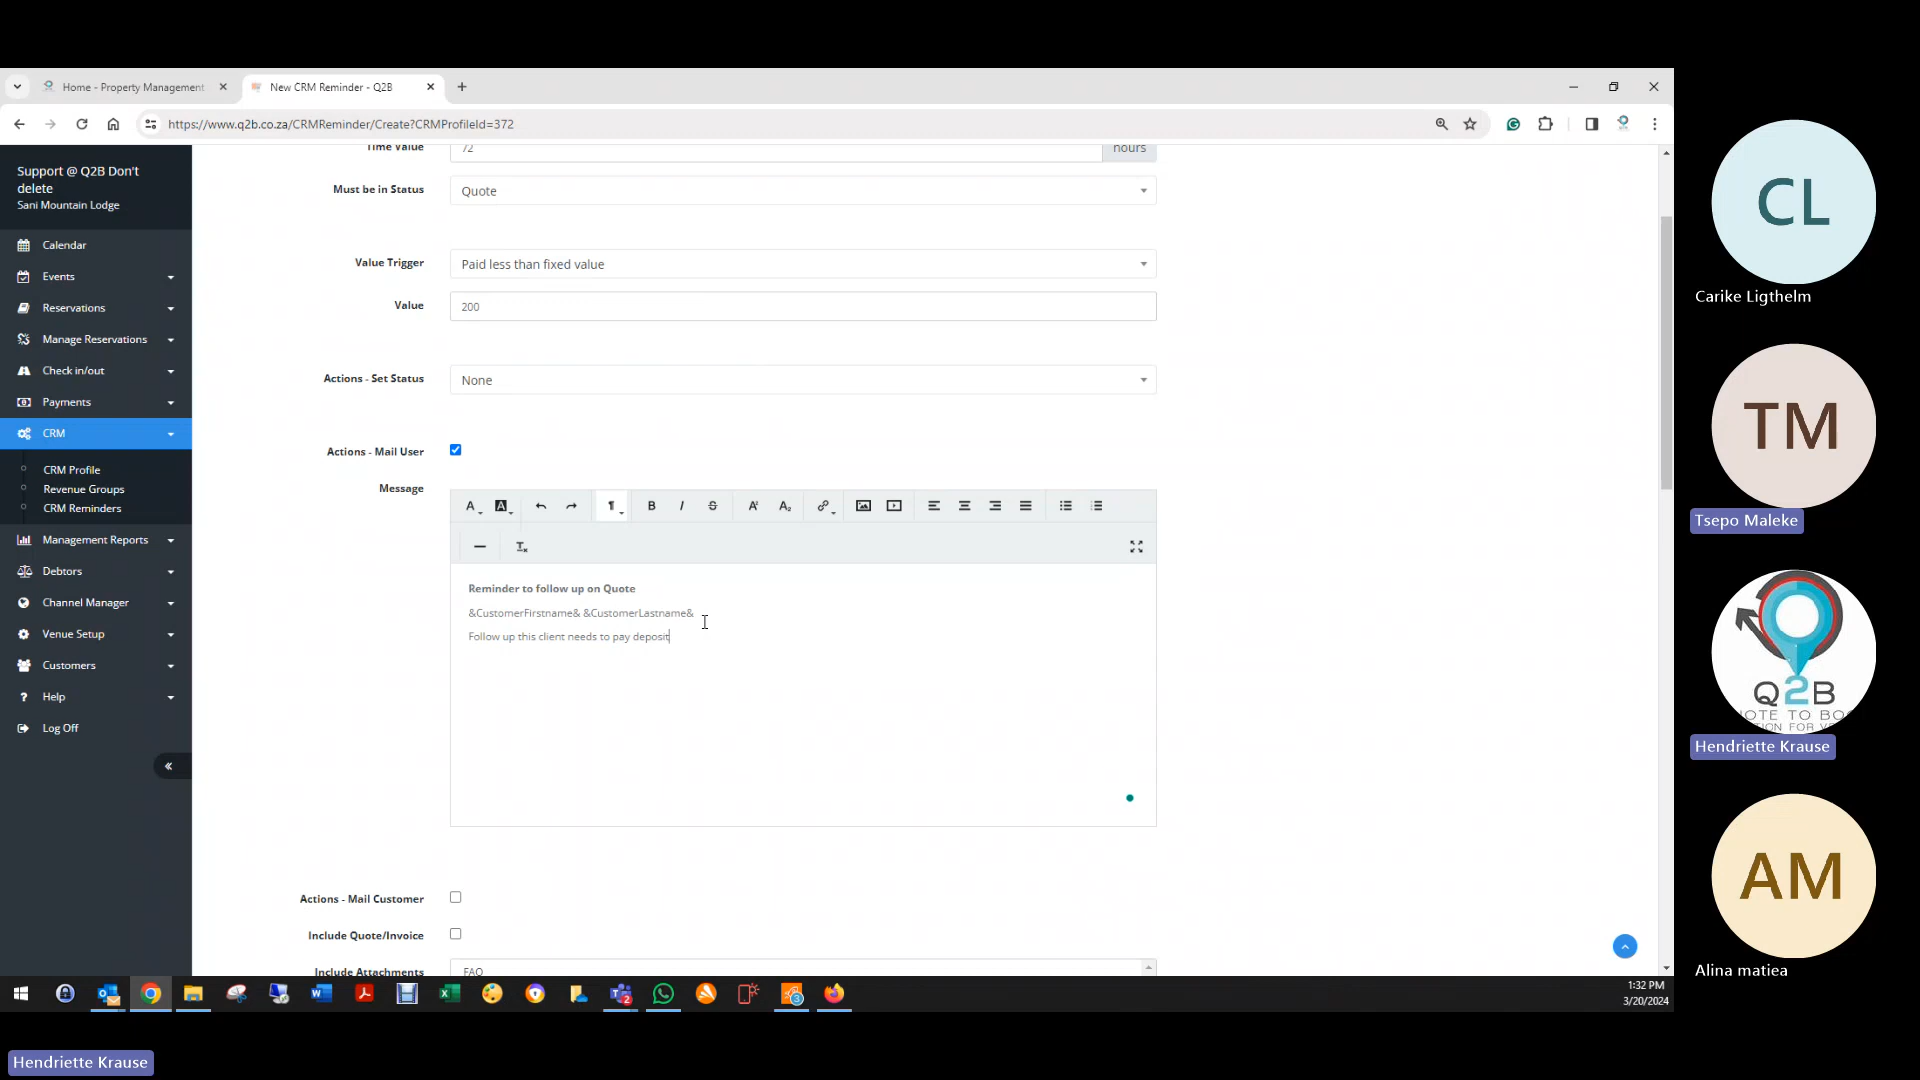 Home - Property Management
New CRM Reminder - Q2B
https://www.q2b.co.za/CRMReminder/Create?CRMProfileId=372
Support @ Q2B Don't
delete
Sani Mountain Lodge
Calendar
Events
Reservations
Manage Reservations
Check in/out
Payments
CRM
CRM Profile
Revenue Groups
CRM Reminders
Management Reports
Debtors
Channel Manager
Venue Setup
Customers
Help
Log Off
Time Value
72
hours
Must be in Status
Quote
Value Trigger
Paid less than fixed value
Value
200
Actions - Set Status
None
Actions - Mail User
Message
Reminder to follow up on Quote
&CustomerFirstname& &CustomerLastname&
Follow up this client needs to pay deposit
Actions - Mail Customer
Include Quote/Invoice
Include Attachments
FAQ
1:32 PM
3/20/2024
CL
Carike Ligthelm
TM
Tsepo Maleke
Q2B
Hendriette Krause
AM
Alina matiea
Hendriette Krause